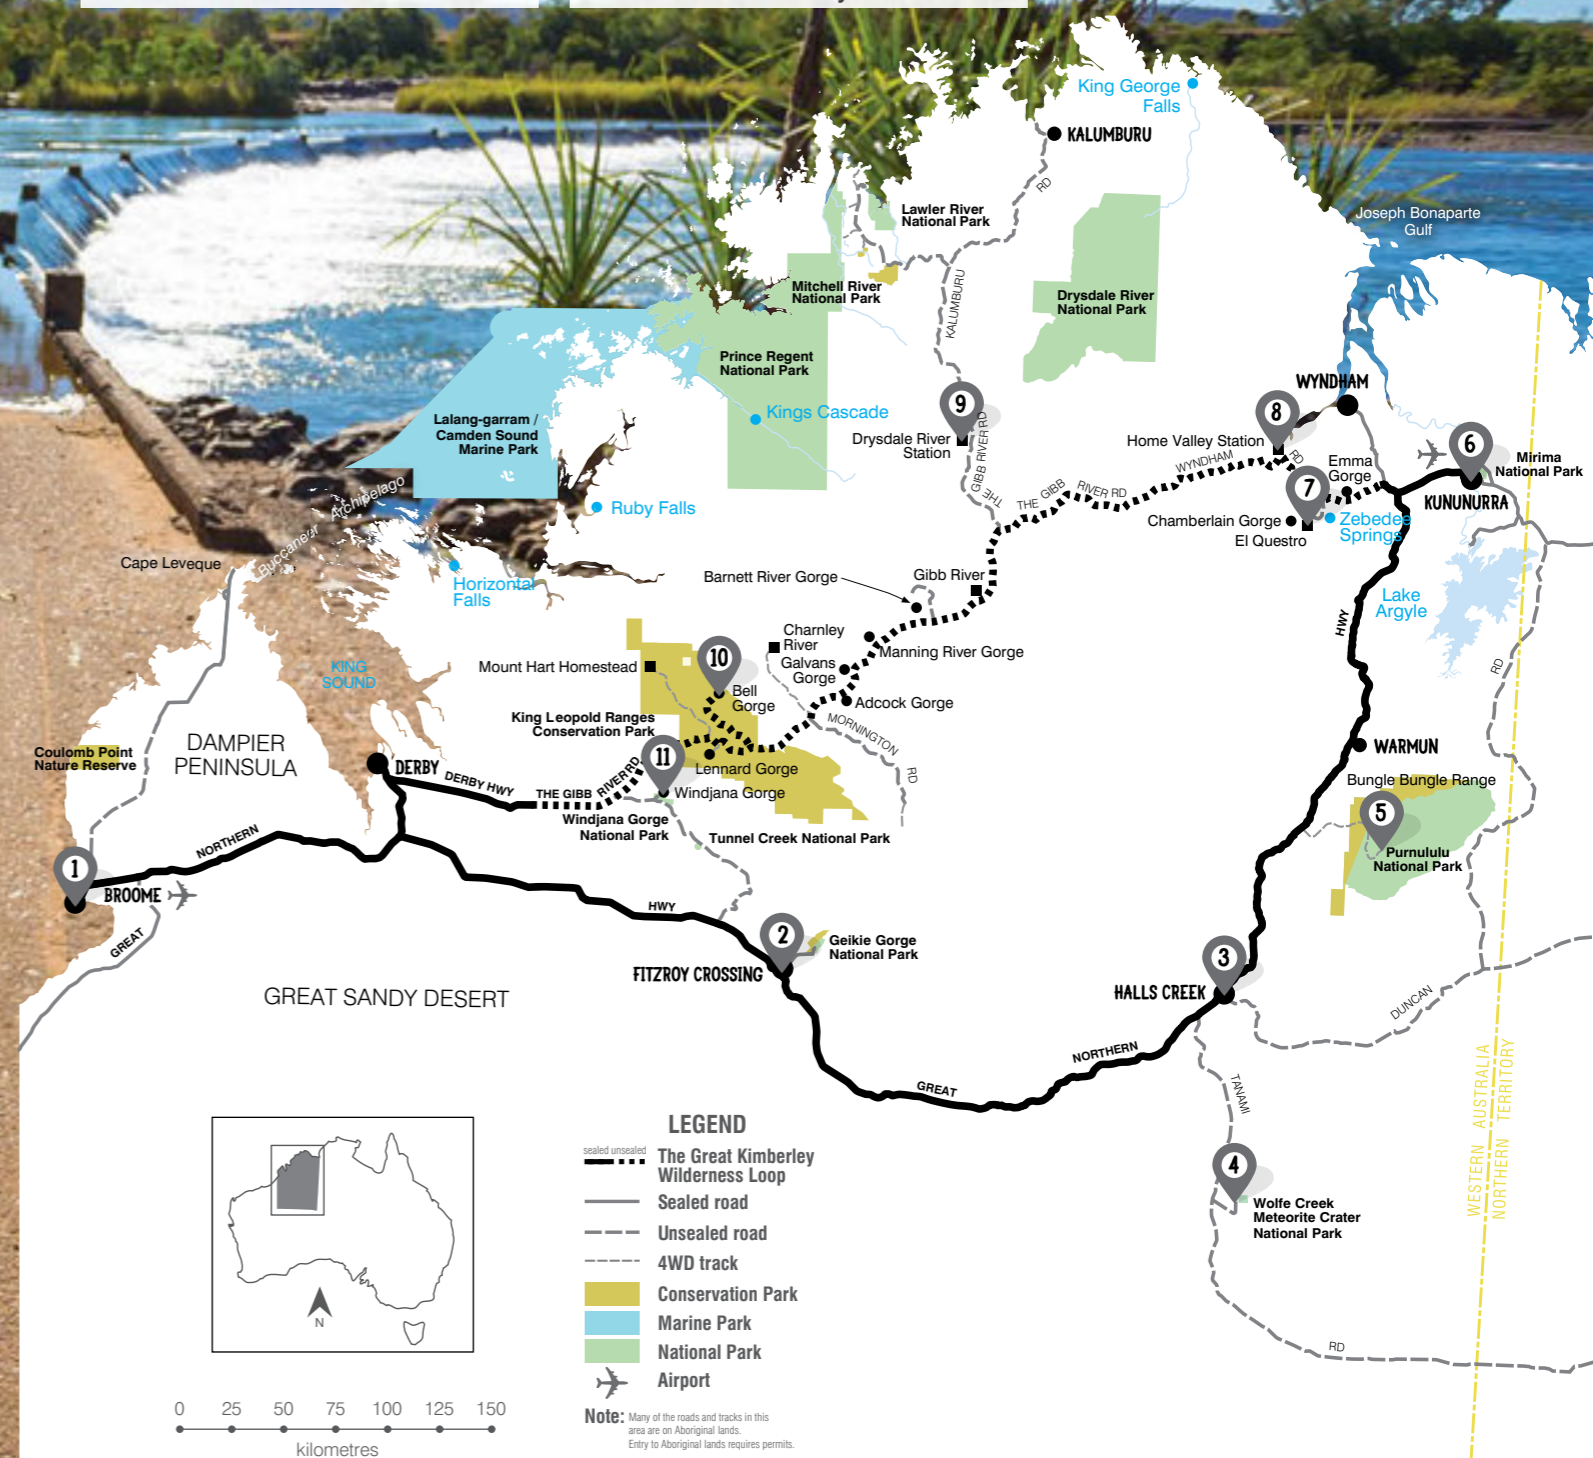 King George
Falls
KALUMBURU
RD
Lawler River
National Park
Joseph Bonaparte
Gulf
Mitchell River
National Park
KALUMBURU
Drysdale River
National Park
Prince Regent
National Park
Kings Cascade
Lalang-garram /
Camden Sound
Marine Park
WYNDHAM
9
8
Drysdale River
Station
GIBB RIVER RD
THE
Home Valley Station
RD
6
Mirima
National Park
Emma
Gorge
WYNDHAM
7
KUNUNURRA
THE GIBB RIVER RD
Ruby Falls
Chamberlain Gorge
El Questro
Zebedee
Springs
Buccaneer Archipelago
Cape Leveque
Horizontal
Falls
Barnett River Gorge
Gibb River
Lake
Argyle
HWY
Charnley
River
Manning River Gorge
Galvans
Gorge
10
Mount Hart Homestead
KING
SOUND
Bell
Gorge
Adcock Gorge
RD
King Leopold Ranges
Conservation Park
MORNINGTON
RD
Coulomb Point
Nature Reserve
DAMPIER
PENINSULA
11
WARMUN
DERBY
DERBY HWY
THE GIBB RIVER RD
Lennard Gorge
Windjana Gorge
Bungle Bungle Range
5
Windjana Gorge
National Park
Tunnel Creek National Park
Purnululu
National Park
NORTHERN
1
BROOME
GREAT
HWY
2
Geikie Gorge
National Park
FITZROY CROSSING
3
HALLS CREEK
GREAT SANDY DESERT
DUNCAN
NORTHERN
GREAT
TANAMI
WESTERN AUSTRALIA
NORTHERN TERRITORY
4
Wolfe Creek
Meteorite Crater
National Park
RD
N
0 25 50 75 100 125 150
kilometres
LEGEND
sealed unsealed
The Great Kimberley
Wilderness Loop
Sealed road
Unsealed road
4WD track
Conservation Park
Marine Park
National Park
Airport
Note: Many of the roads and tracks in this
area are on Aboriginal lands.
Entry to Aboriginal lands requires permits.